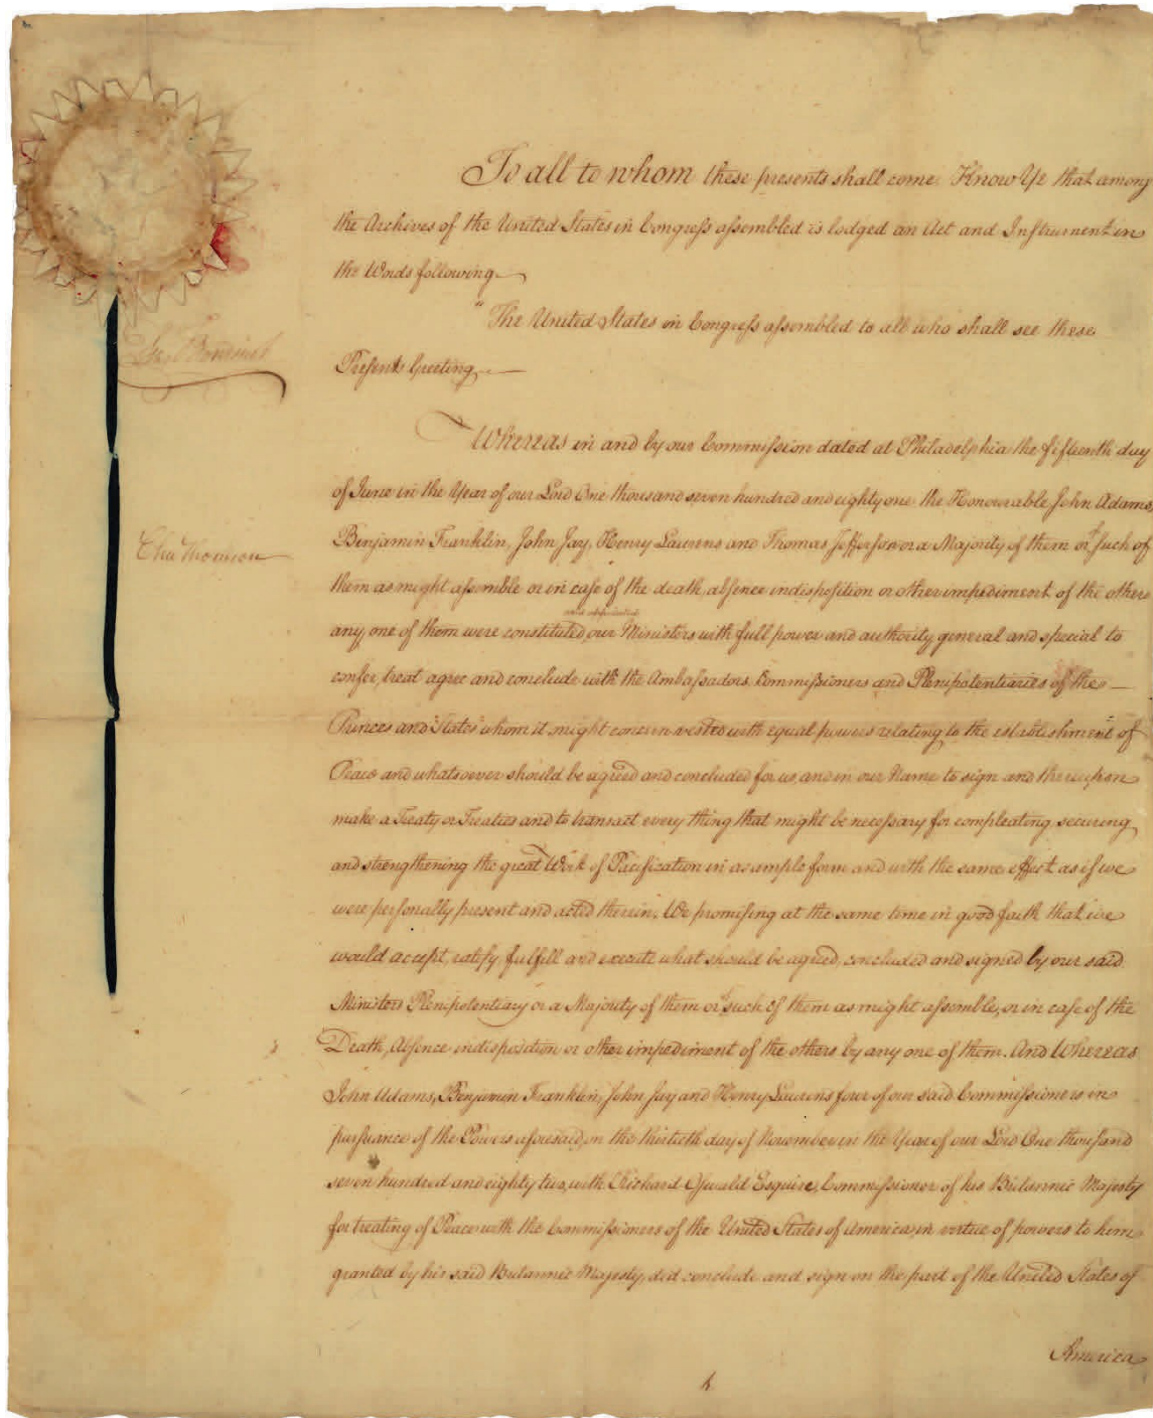 To all to whom these presents shall come. Know Ye that among
the Archives of the United States in Congress assembled is lodged an Act and Instrument in
the Words following
"The United States in Congress assembled to all who shall see these
Presents Greeting
Whereas in and by our Commission dated at Philadelphia the fifteenth day
of June in the Year of our Lord One thousand seven hundred and eighty one the Honourable John Adams,
Benjamin Franklin, John Jay, Henry Laurens and Thomas Jefferson or a Majority of them or of such of
them as might assemble or in case of the death, absence indisposition or other impediment of the others
and appointed
any one of them were constituted, our Ministers with full power and authority general and special to
Cha Thomson
confer, treat agree and conclude with the Ambassadors, Commissioners and Plenipotentiaries of the
Princes and States whom it might concern vested with equal powers relating to the establishment of
Peace and whatsoever should be agreed and concluded for us, and in our Name to sign and thereupon
make a Treaty or Treaties and to transact every thing that might be necessary for compleating, securing
and strengthening the great Work of Pacification in as ample form and with the same effect as if we
were personally present and acted therein, We promising at the same time in good faith that we
would accept, ratify, fulfill and execute what should be agreed, concluded and signed by our said
Ministers Plenipotentiary or a Majority of them or of such of them as might assemble, or in case of the
Death, Absence indisposition or other impediment of the others by any one of them. And Whereas
John Adams, Benjamin Franklin, John Jay and Henry Laurens four of our said Commissioners in
pursuance of the Powers aforesaid, on the thirtieth day of November in the Year of our Lord One thousand
seven hundred and eighty two, with Richard Oswald Esquire, Commissioner of his Britannic Majesty
for treating of Peace with the Commissioners of the United States of America, in virtue of powers to him
granted by his said Britannic Majesty, did conclude and sign on the part of the United States of
America